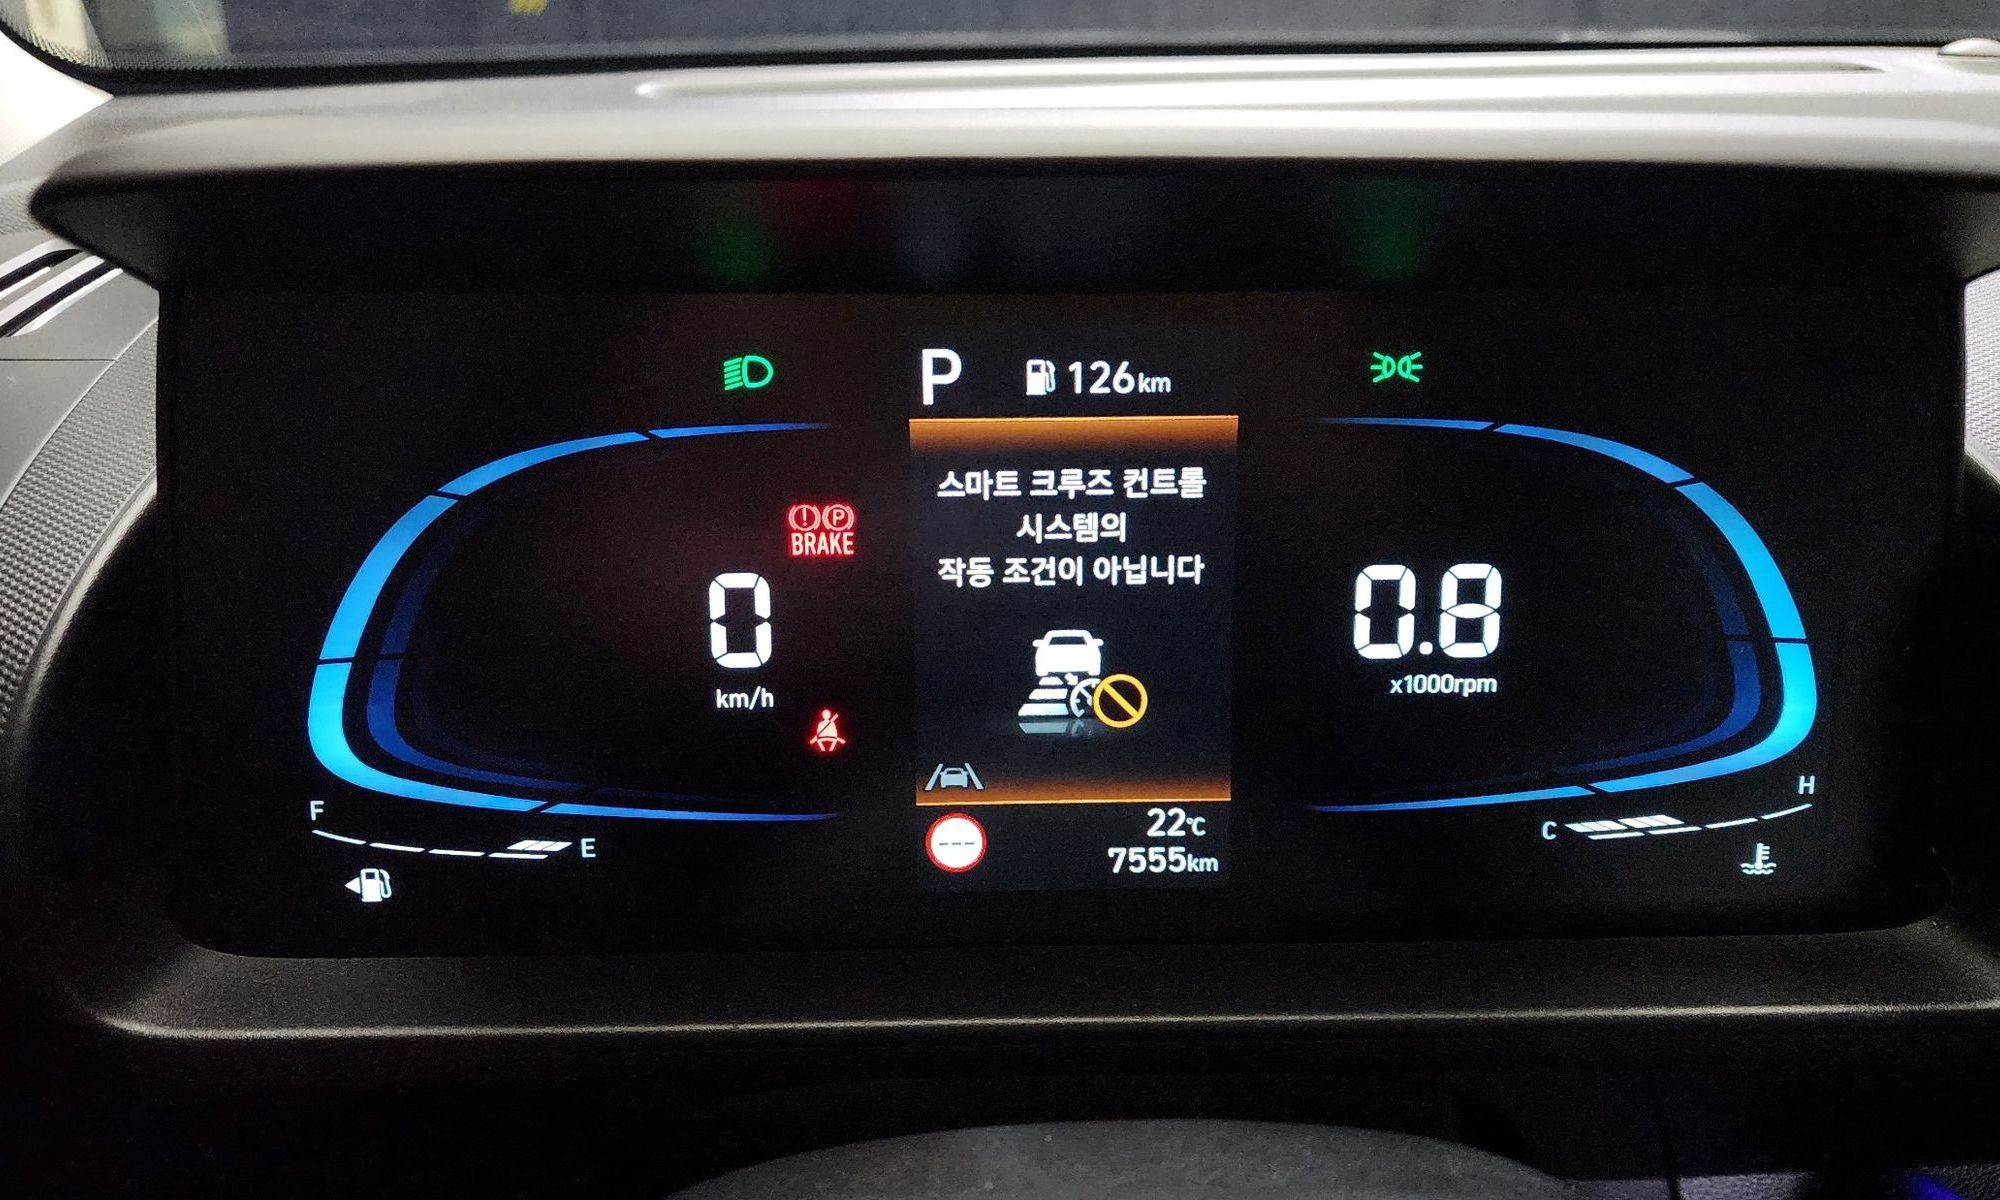 P 126km
스마트 크루즈 컨트롤
시스템의
작동 조건이 아닙니다
BRAKE
0
km/h
0.8
x1000rpm
F
E
C
H
---
22℃
7555km